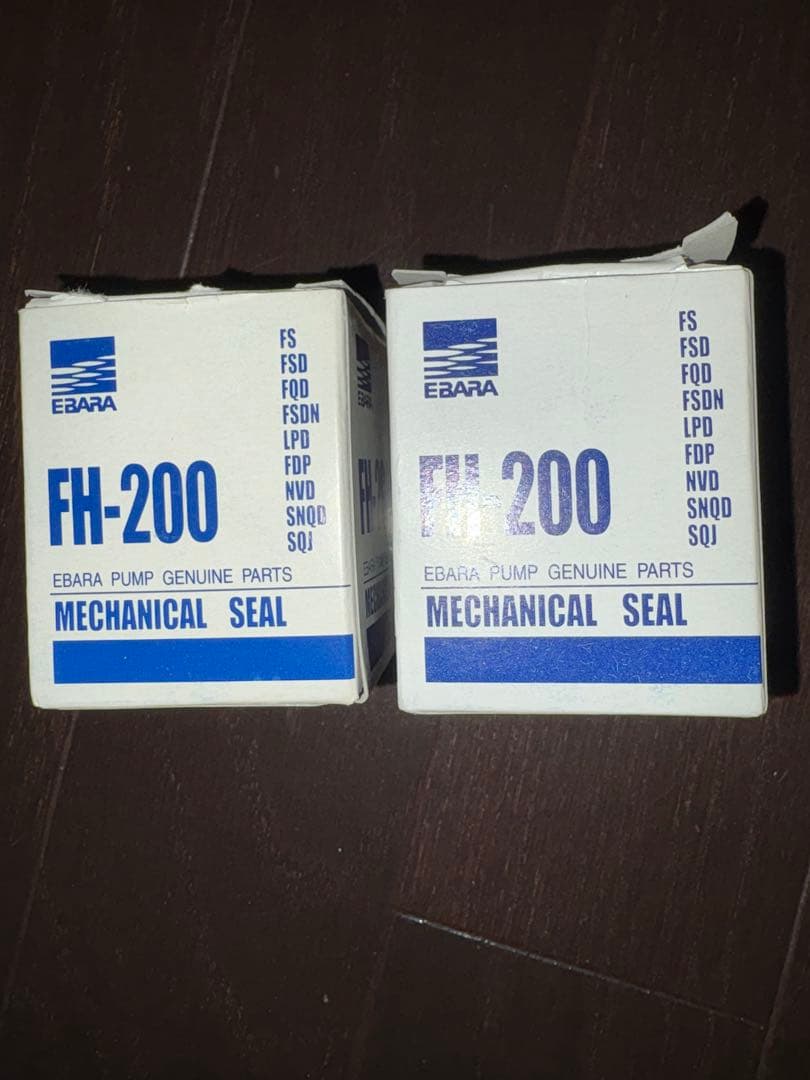 EBARA
FS
FSD
FQD
FSDN
LPD
FDP
NVD
SNQD
SQJ
FH-200
EBARA PUMP GENUINE PARTS
MECHANICAL SEAL
EBARA
FS
FSD
FQD
FSDN
LPD
FDP
NVD
SNQD
SQJ
FH-200
EBARA PUMP GENUINE PARTS
MECHANICAL SEAL